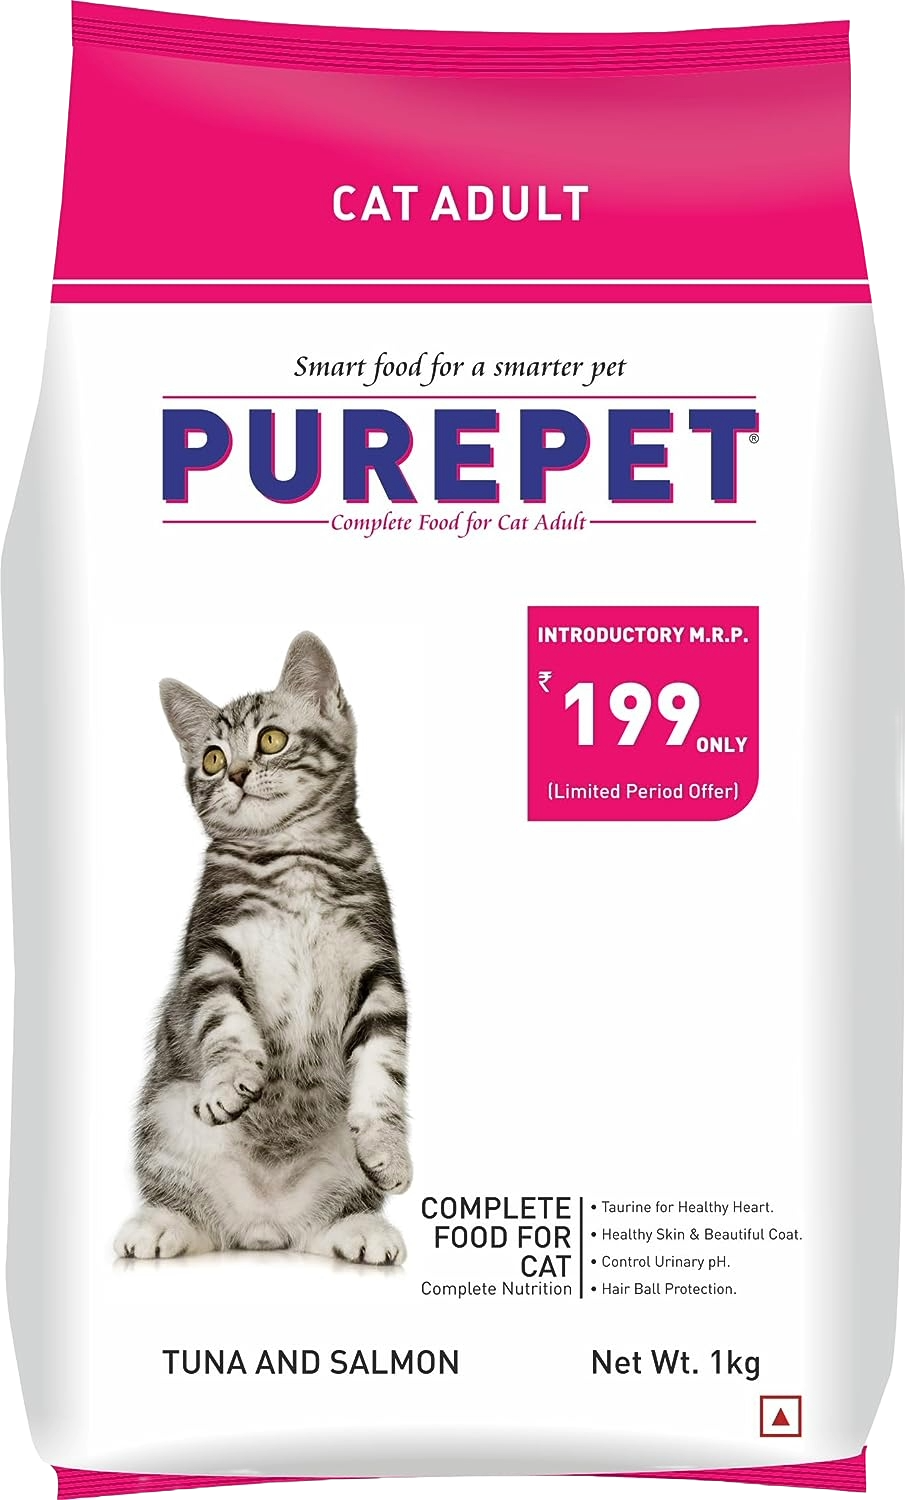 CAT ADULT
Smart food for a smarter pet
PUREPET®
Complete Food for Cat Adult
INTRODUCTORY M.R.P.
₹ 199 ONLY
(Limited Period Offer)
COMPLETE
FOOD FOR
CAT
Complete Nutrition
• Taurine for Healthy Heart.
• Healthy Skin & Beautiful Coat.
• Control Urinary pH.
• Hair Ball Protection.
TUNA AND SALMON
Net Wt. 1kg